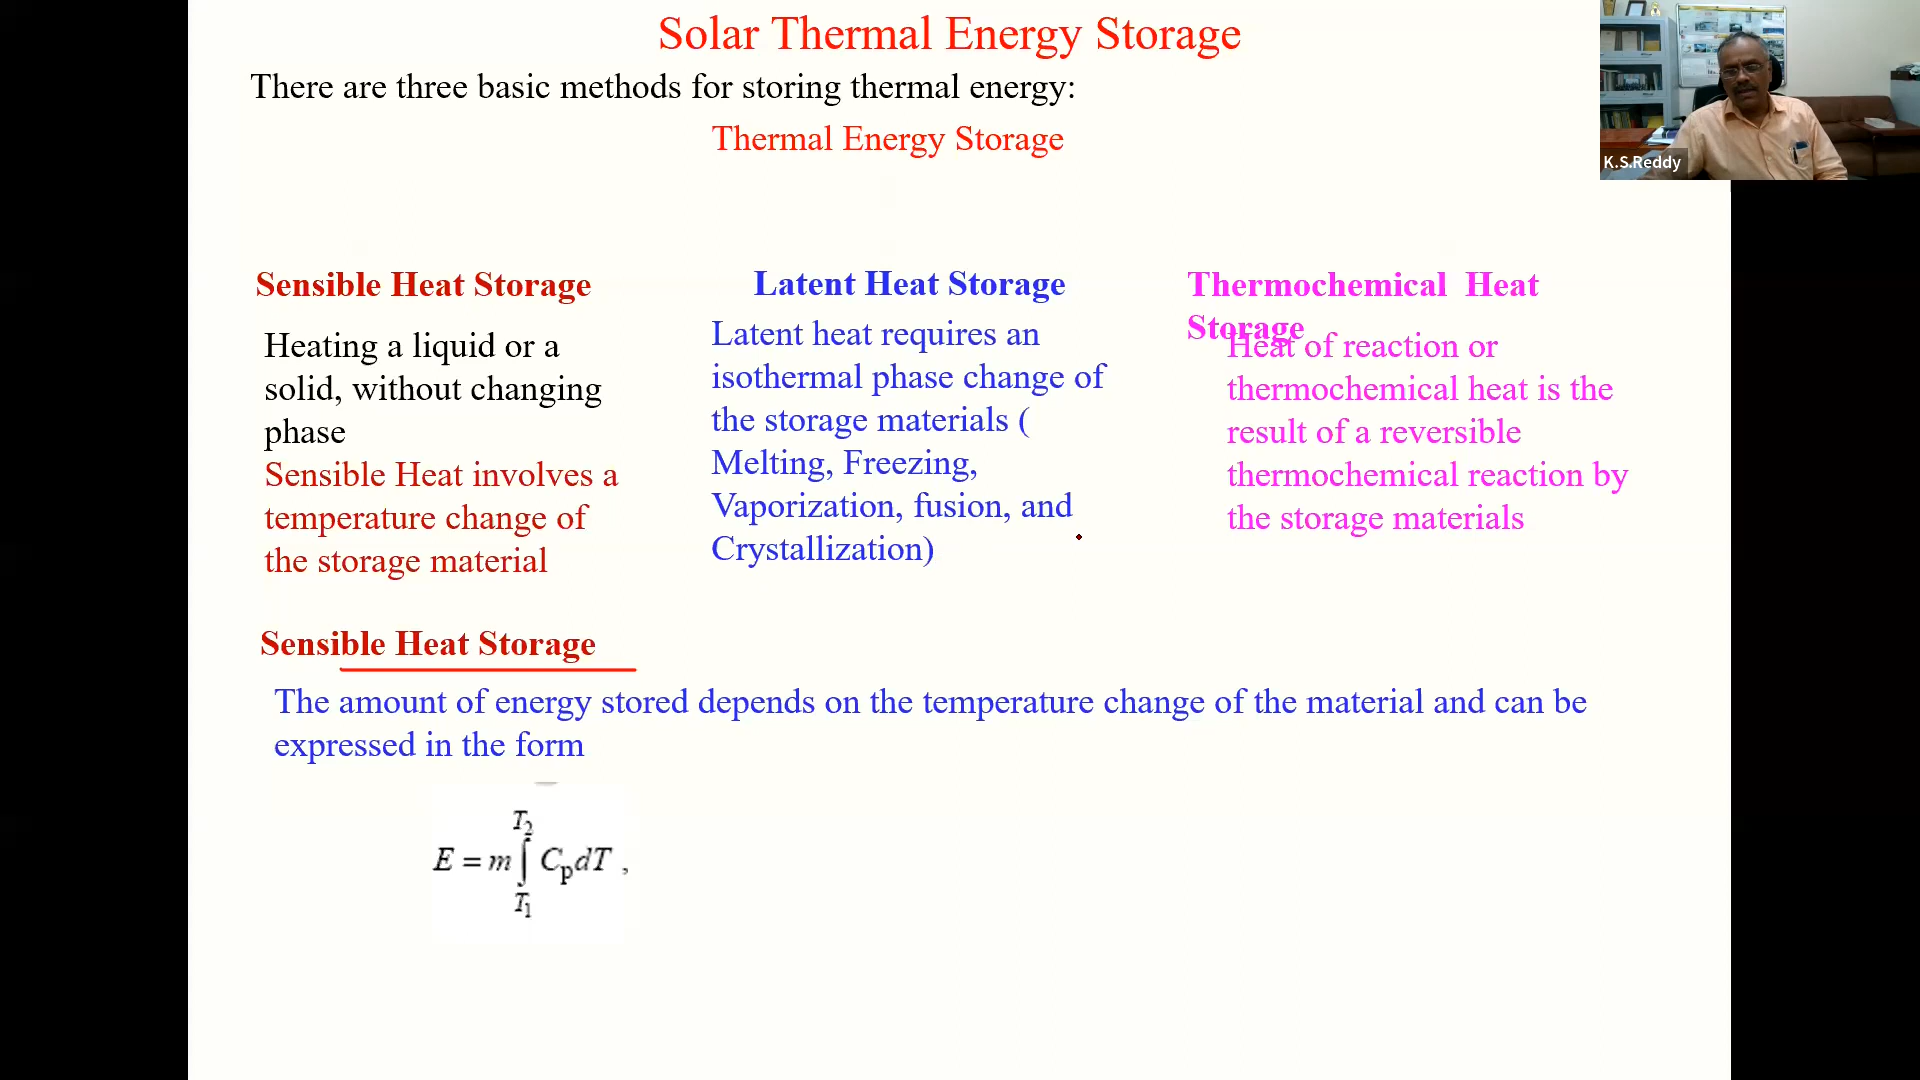 Solar Thermal Energy Storage
There are three basic methods for storing thermal energy:
Thermal Energy Storage
K.S.Reddy
Sensible Heat Storage
Heating a liquid or a
solid, without changing
phase
Sensible Heat involves a
temperature change of
the storage material
Latent Heat Storage
Latent heat requires an
isothermal phase change of
the storage materials (
Melting, Freezing,
Vaporization, fusion, and
Crystallization)
Thermochemical Heat
Storage
Heat of reaction or
thermochemical heat is the
result of a reversible
thermochemical reaction by
the storage materials
Sensible Heat Storage
The amount of energy stored depends on the temperature change of the material and can be
expressed in the form
E = m ∫_{T₁}^{T₂} C_p dT ,